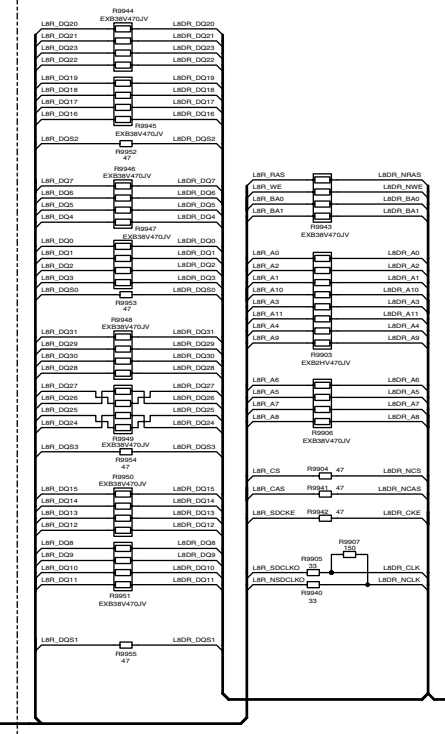 R9944
EXB38V470JV
L8R_DQ20 L8DR_DQ20
L8R_DQ21 L8DR_DQ21
L8R_DQ23 L8DR_DQ23
L8R_DQ22 L8DR_DQ22
L8R_DQ19 L8DR_DQ19
L8R_DQ18 L8DR_DQ18
L8R_DQ17 L8DR_DQ17
L8R_DQ16 L8DR_DQ16
R9945
EXB38V470JV
L8R_DQS2 L8DR_DQS2
R9952
47
R9946
EXB38V470JV
L8R_DQ7 L8DR_DQ7
L8R_DQ6 L8DR_DQ6
L8R_DQ5 L8DR_DQ5
L8R_DQ4 L8DR_DQ4
R9947
EXB38V470JV
L8R_DQ0 L8DR_DQ0
L8R_DQ1 L8DR_DQ1
L8R_DQ2 L8DR_DQ2
L8R_DQ3 L8DR_DQ3
L8R_DQS0 L8DR_DQS0
R9953
47
R9948
EXB38V470JV
L8R_DQ31 L8DR_DQ31
L8R_DQ29 L8DR_DQ29
L8R_DQ30 L8DR_DQ30
L8R_DQ28 L8DR_DQ28
L8R_DQ27 L8DR_DQ27
L8R_DQ26 L8DR_DQ26
L8R_DQ25 L8DR_DQ25
L8R_DQ24 L8DR_DQ24
R9949
EXB38V470JV
L8R_DQS3 L8DR_DQS3
R9954
47
R9950
EXB38V470JV
L8R_DQ15 L8DR_DQ15
L8R_DQ14 L8DR_DQ14
L8R_DQ13 L8DR_DQ13
L8R_DQ12 L8DR_DQ12
L8R_DQ8 L8DR_DQ8
L8R_DQ9 L8DR_DQ9
L8R_DQ10 L8DR_DQ10
L8R_DQ11 L8DR_DQ11
R9951
EXB38V470JV
L8R_DQS1 L8DR_DQS1
R9955
47
L8R_RAS L8DR_NRAS
L8R_WE L8DR_NWE
L8R_BA0 L8DR_BA0
L8R_BA1 L8DR_BA1
R9943
EXB38V470JV
L8R_A0 L8DR_A0
L8R_A2 L8DR_A2
L8R_A1 L8DR_A1
L8R_A10 L8DR_A10
L8R_A3 L8DR_A3
L8R_A11 L8DR_A11
L8R_A4 L8DR_A4
L8R_A9 L8DR_A9
R9903
EXB2HV470JV
L8R_A6 L8DR_A6
L8R_A5 L8DR_A5
L8R_A7 L8DR_A7
L8R_A8 L8DR_A8
R9906
EXB38V470JV
L8R_CS R9904 47 L8DR_NCS
L8R_CAS R9941 47 L8DR_NCAS
L8R_SDCKE R9942 47 L8DR_CKE
R9907
150
R9905
33
L8R_SDCLKO L8DR_CLK
L8R_NSDCLKO L8DR_NCLK
R9940
33